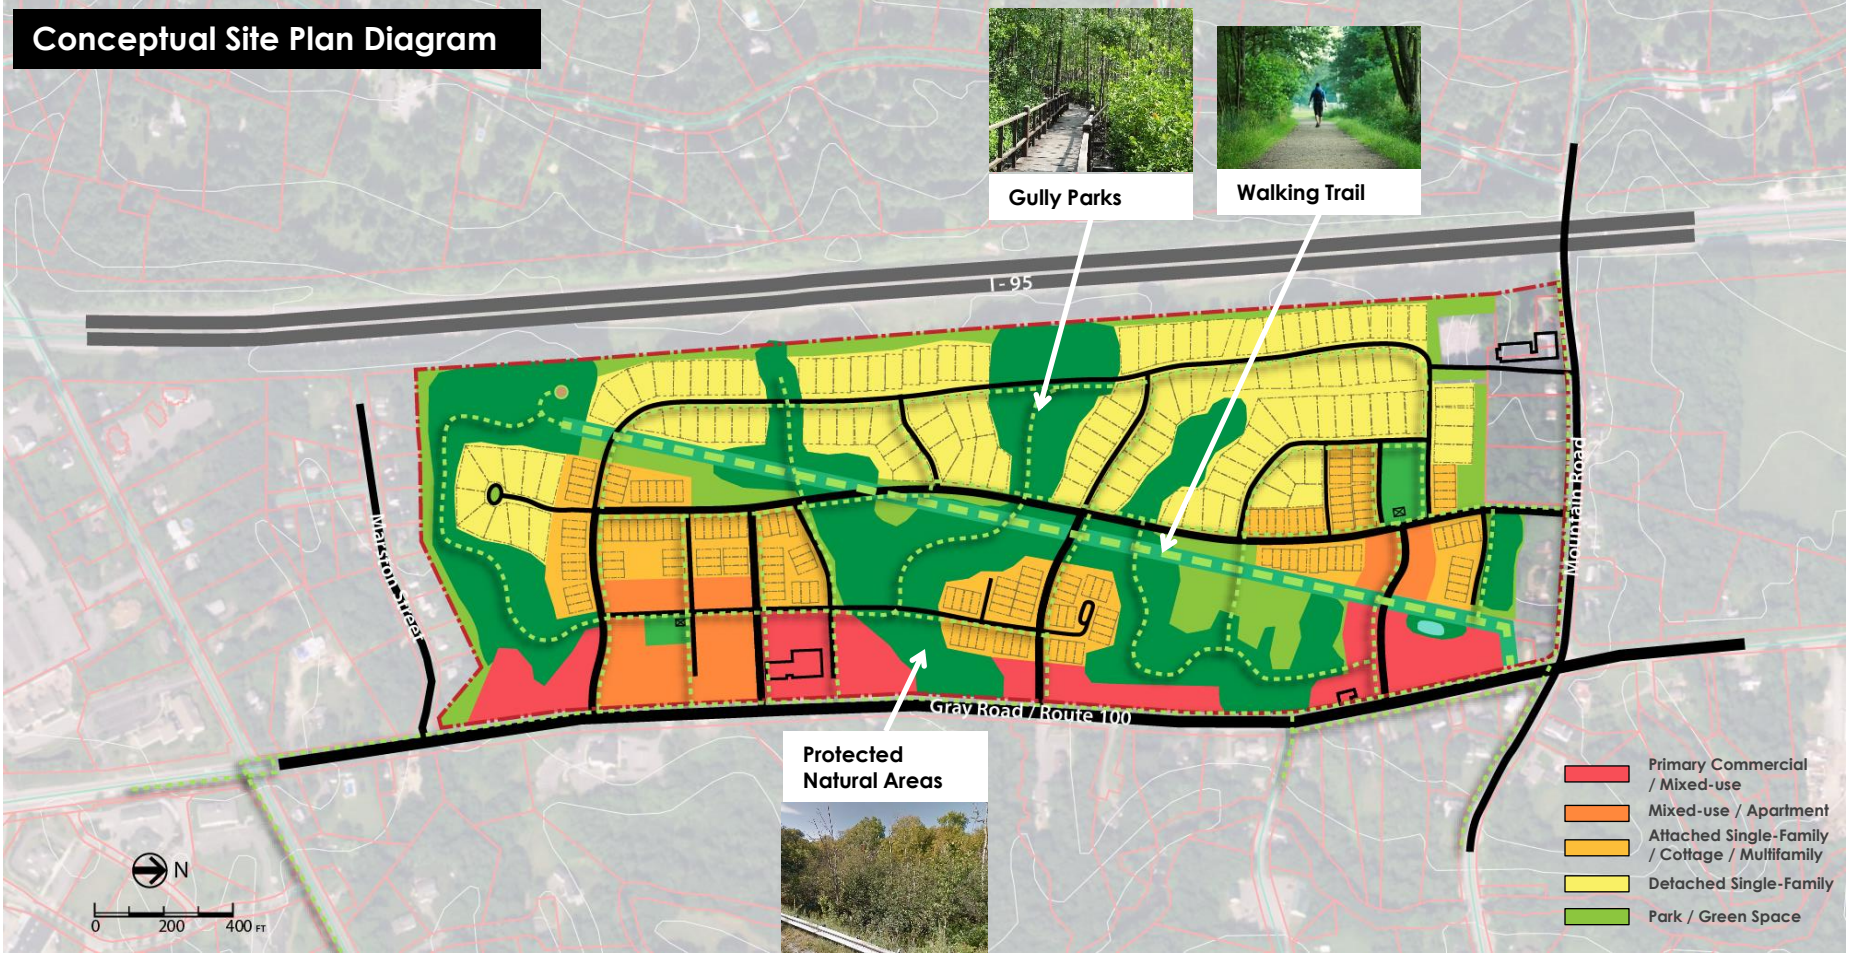 Conceptual Site Plan Diagram
Gully Parks
Walking Trail
I - 95
Mountain Road
Marston Street
Gray Road / Route 100
Protected
Natural Areas
N
0 200 400 FT
Primary Commercial
/ Mixed-use
Mixed-use / Apartment
Attached Single-Family
/ Cottage / Multifamily
Detached Single-Family
Park / Green Space